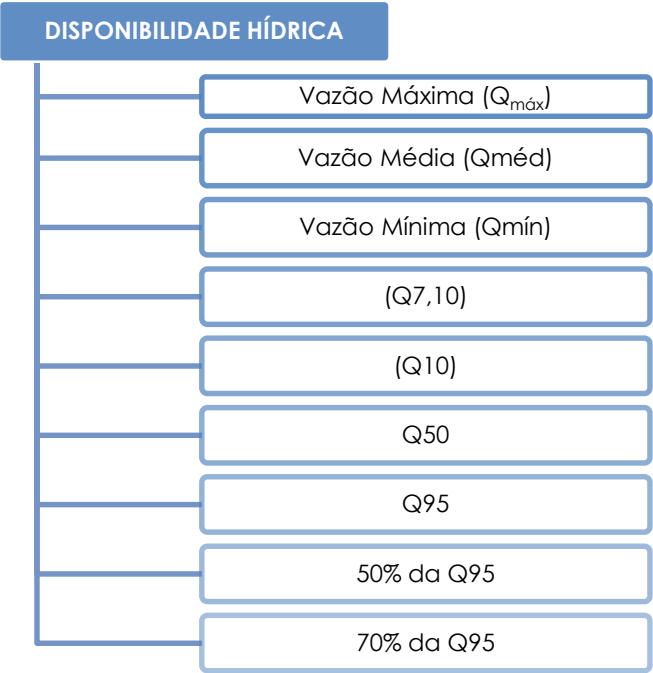 DISPONIBILIDADE HÍDRICA
Vazão Máxima (Qmáx)
Vazão Média (Qméd)
Vazão Mínima (Qmín)
(Q7,10)
(Q10)
Q50
Q95
50% da Q95
70% da Q95